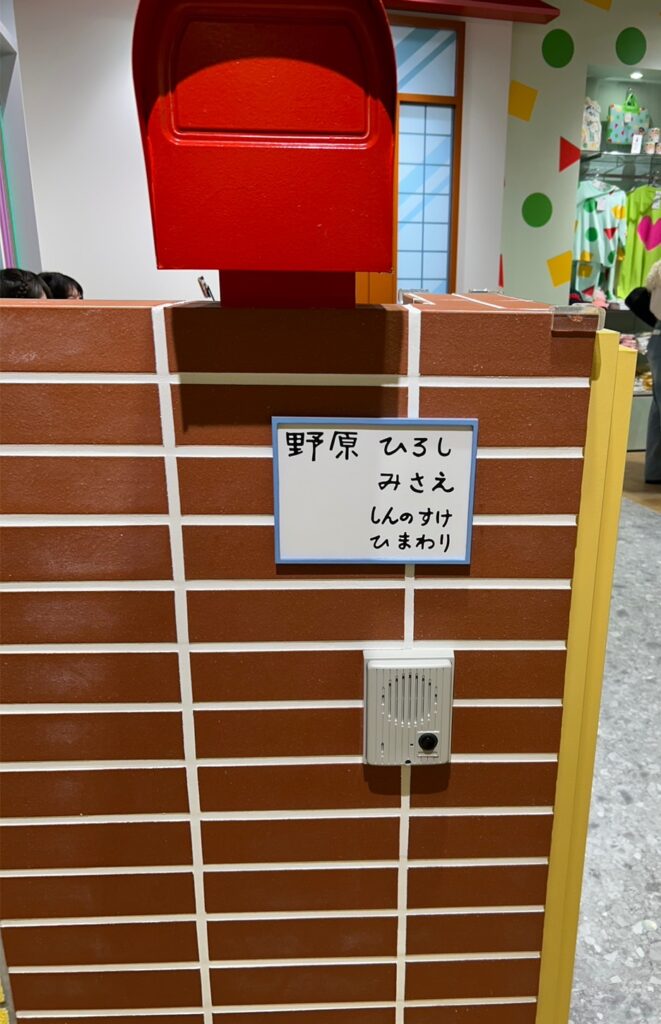 野原 ひろし
みさえ
しんのすけ
ひまわり